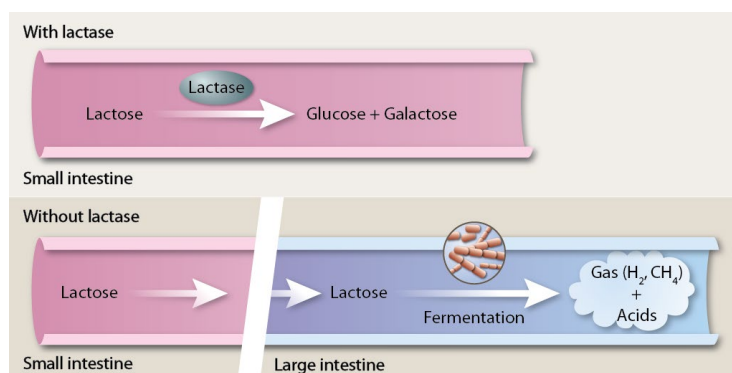 With lactase
Lactase
Lactose
Glucose + Galactose
Small intestine
Without lactase
Lactose
Lactose
Fermentation
Gas (H₂, CH₄)
+
Acids
Small intestine
Large intestine